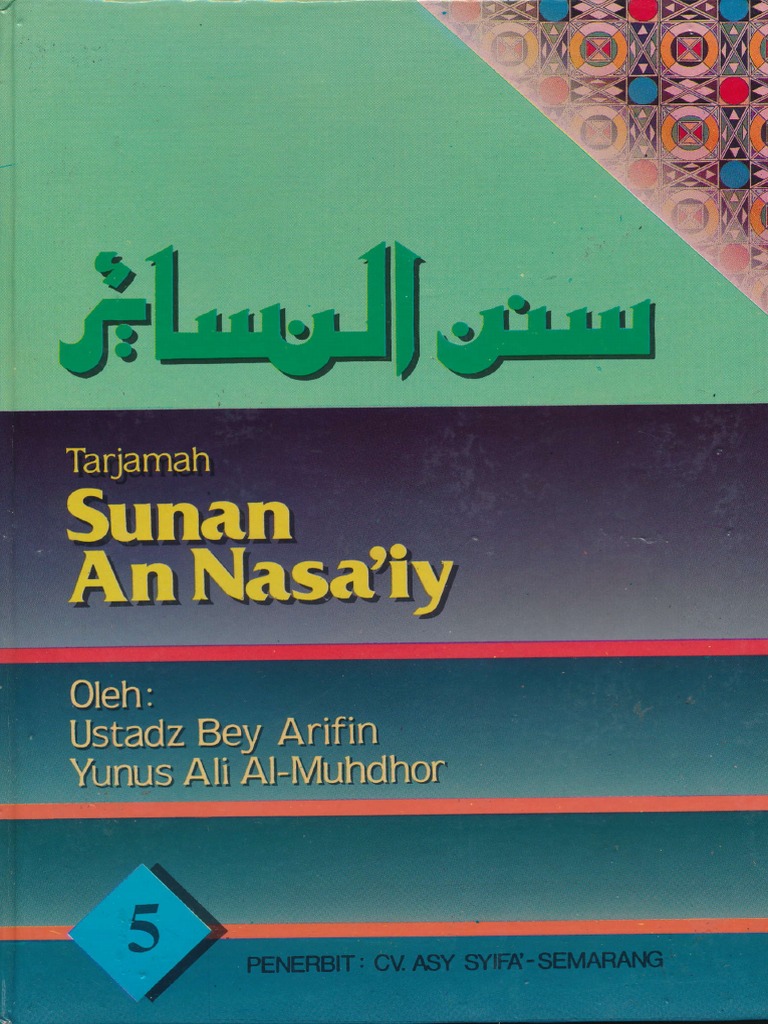 سنن النسائي
Tarjamah
Sunan
An Nasa'iy
Oleh:
Ustadz Bey Arifin
Yunus Ali Al-Muhdhor
5
PENERBIT: CV. ASY SYIFA'-SEMARANG